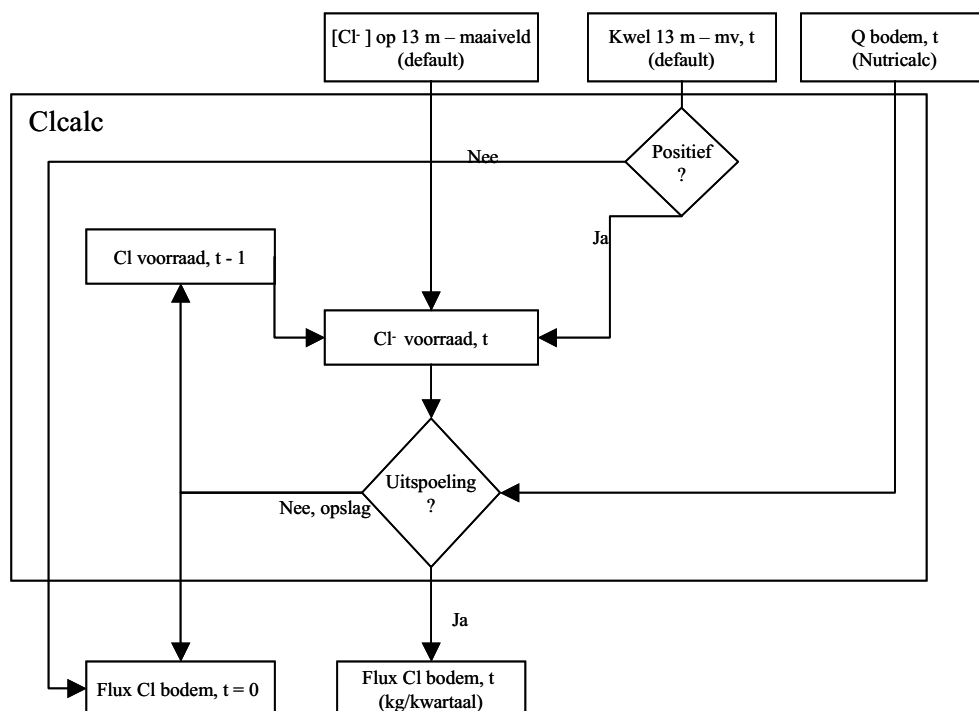 [Cl- ] op 13 m – maaiveld
(default)
Kwel 13 m – mv, t
(default)
Q bodem, t
(Nutricalc)
Clcalc
Positief
?
Nee
Ja
Cl voorraad, t - 1
Cl- voorraad, t
Uitspoeling
?
Nee, opslag
Ja
Flux Cl bodem, t = 0
Flux Cl bodem, t
(kg/kwartaal)